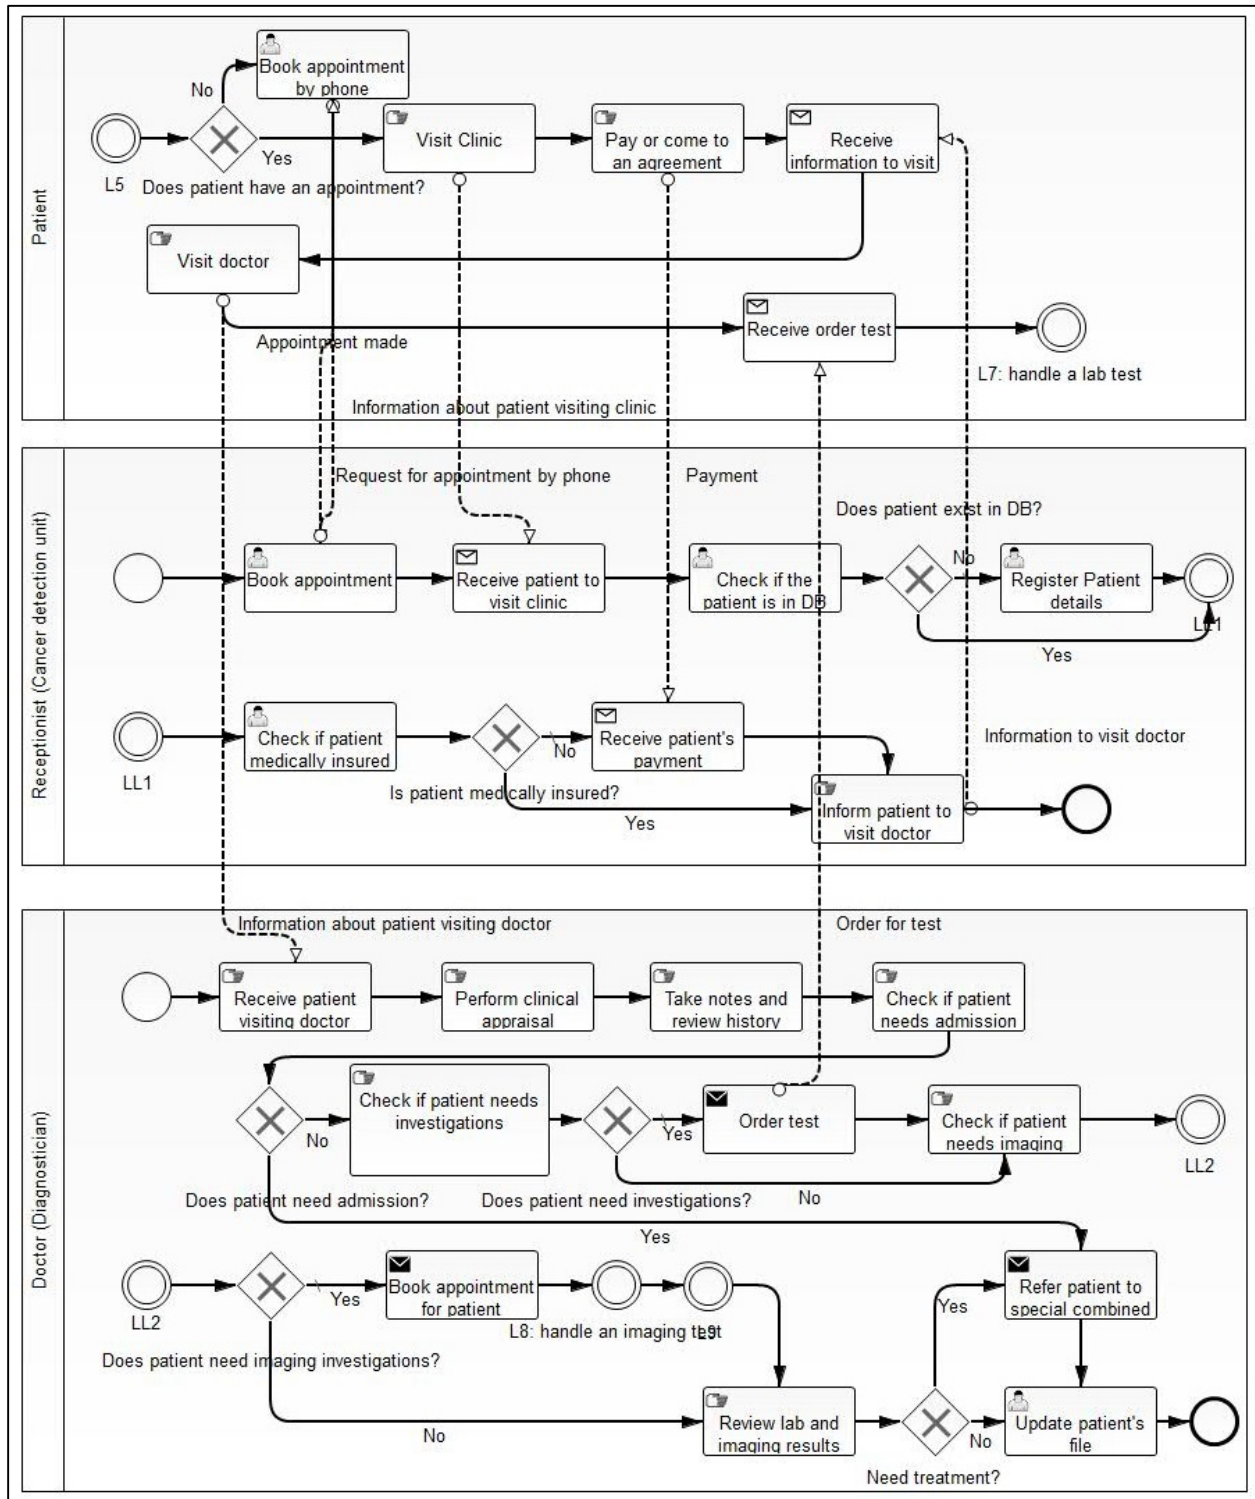 Patient
Book appointment
by phone
No
Visit Clinic
Pay or come to
an agreement
Receive
information to visit
Yes
L5
Does patient have an appointment?
Visit doctor
Receive order test
Appointment made
L7: handle a lab test
Information about patient visiting clinic
Receptionist (Cancer detection unit)
Request for appointment by phone
Payment
Does patient exist in DB?
No
Book appointment
Receive patient to
visit clinic
Check if the
patient is in DB
Register Patient
details
LL1
Yes
Check if patient
medically insured
No
Receive patient's
payment
Information to visit doctor
LL1
Is patient medically insured?
Yes
Inform patient to
visit doctor
Doctor (Diagnostician)
Information about patient visiting doctor
Order for test
Receive patient
visiting doctor
Perform clinical
appraisal
Take notes and
review history
Check if patient
needs admission
Check if patient needs
investigations
No
Yes
Order test
Check if patient
needs imaging
LL2
Does patient need admission?
Does patient need investigations?
No
Yes
Book appointment
for patient
Yes
Refer patient to
special combined
Yes
LL2
L8: handle an imaging test
L9
Does patient need imaging investigations?
No
Review lab and
imaging results
No
Update patient's
file
Need treatment?